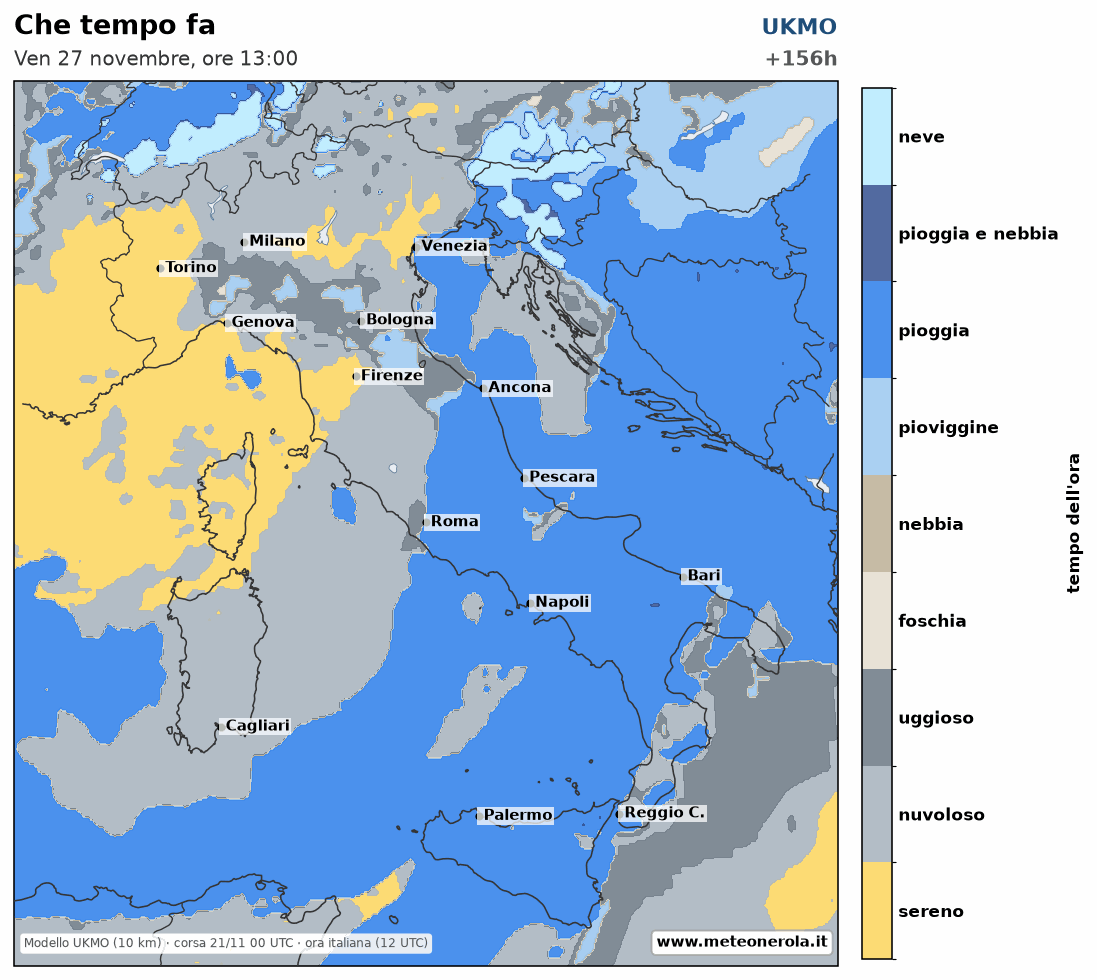 Che tempo fa
UKMO
Ven 27 novembre, ore 13:00
+156h
neve
pioggia e nebbia
pioggia
pioviggine
nebbia
foschia
uggioso
nuvoloso
sereno
tempo dell'ora
Milano
Venezia
Torino
Genova
Bologna
Firenze
Ancona
Pescara
Roma
Bari
Napoli
Cagliari
Palermo
Reggio C.
Modello UKMO (10 km) · corsa 21/11 00 UTC · ora italiana (12 UTC)
www.meteonerola.it